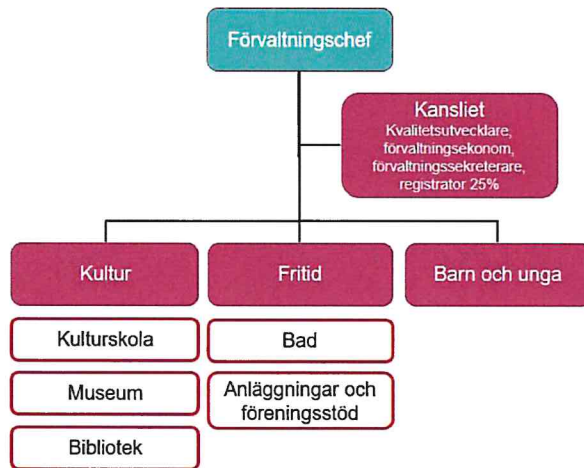 Förvaltningschef
Kansliet
Kvalitetsutvecklare,
förvaltningsekonom,
förvaltningssekreterare,
registrator 25%
Kultur
Fritid
Barn och unga
Kulturskola
Bad
Museum
Anläggningar och
föreningsstöd
Bibliotek